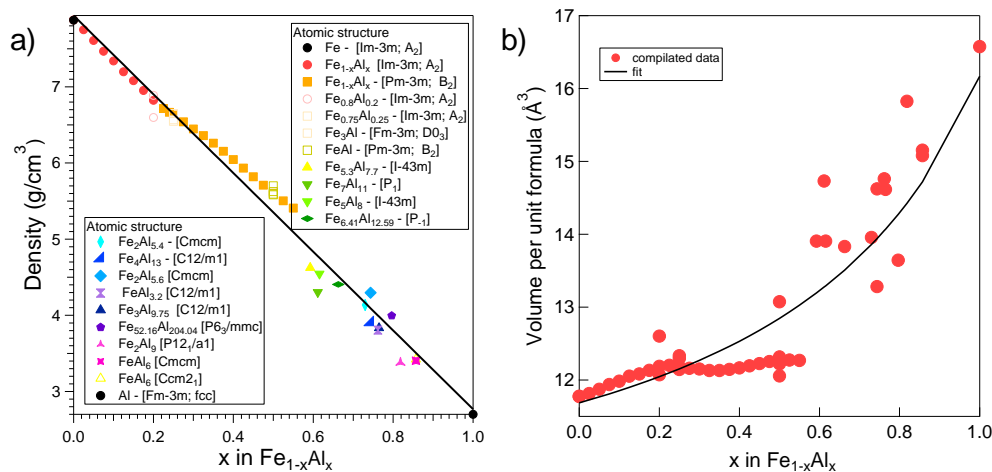 a)
Density (g/cm3)
7
6
5
4
3
0.0
0.2
0.4
0.6
0.8
1.0
x in Fe1-xAlx
Atomic structure
Fe - [Im-3m; A2]
Fe1-xAlx [Im-3m; A2]
Fe1-xAlx - [Pm-3m; B2]
Fe0.8Al0.2 - [Im-3m; A2]
Fe0.75Al0.25 - [Im-3m; A2]
Fe3Al - [Fm-3m; D03]
FeAl - [Pm-3m; B2]
Fe5.3Al7.7 - [I-43m]
Fe7Al11 - [P1]
Fe5Al8 - [I-43m]
Fe6.41Al12.59 - [P-1]
Atomic structure
Fe2Al5.4 - [Cmcm]
Fe4Al13 - [C12/m1]
Fe2Al5.6 [Cmcm]
FeAl3.2 [C12/m1]
Fe3Al9.75 [C12/m1]
Fe52.16Al204.04 [P63/mmc]
Fe2Al9 [P121/a1]
FeAl6 [Cmcm]
FeAl6 [Ccm21]
Al - [Fm-3m; fcc]
b)
Volume per unit formula (Å3)
17
16
15
14
13
12
0.0
0.2
0.4
0.6
0.8
1.0
x in Fe1-xAlx
compilated data
fit